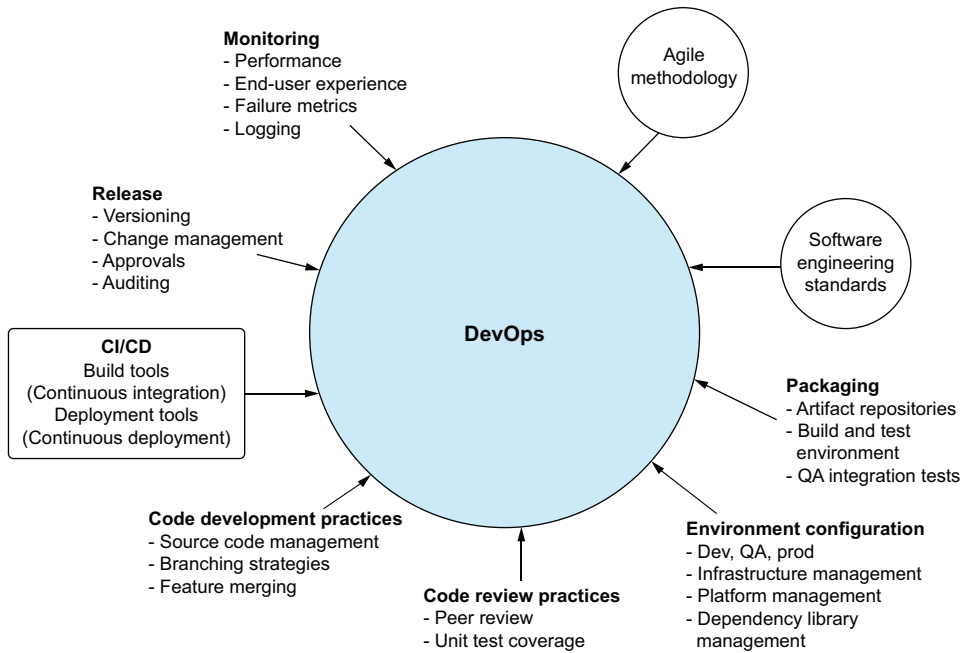 Monitoring
- Performance
- End-user experience
- Failure metrics
- Logging
Agile
methodology
Release
- Versioning
- Change management
- Approvals
- Auditing
Software
engineering
standards
DevOps
CI/CD
Build tools
(Continuous integration)
Deployment tools
(Continuous deployment)
Packaging
- Artifact repositories
- Build and test
environment
- QA integration tests
Code development practices
- Source code management
- Branching strategies
- Feature merging
Code review practices
- Peer review
- Unit test coverage
Environment configuration
- Dev, QA, prod
- Infrastructure management
- Platform management
- Dependency library
management